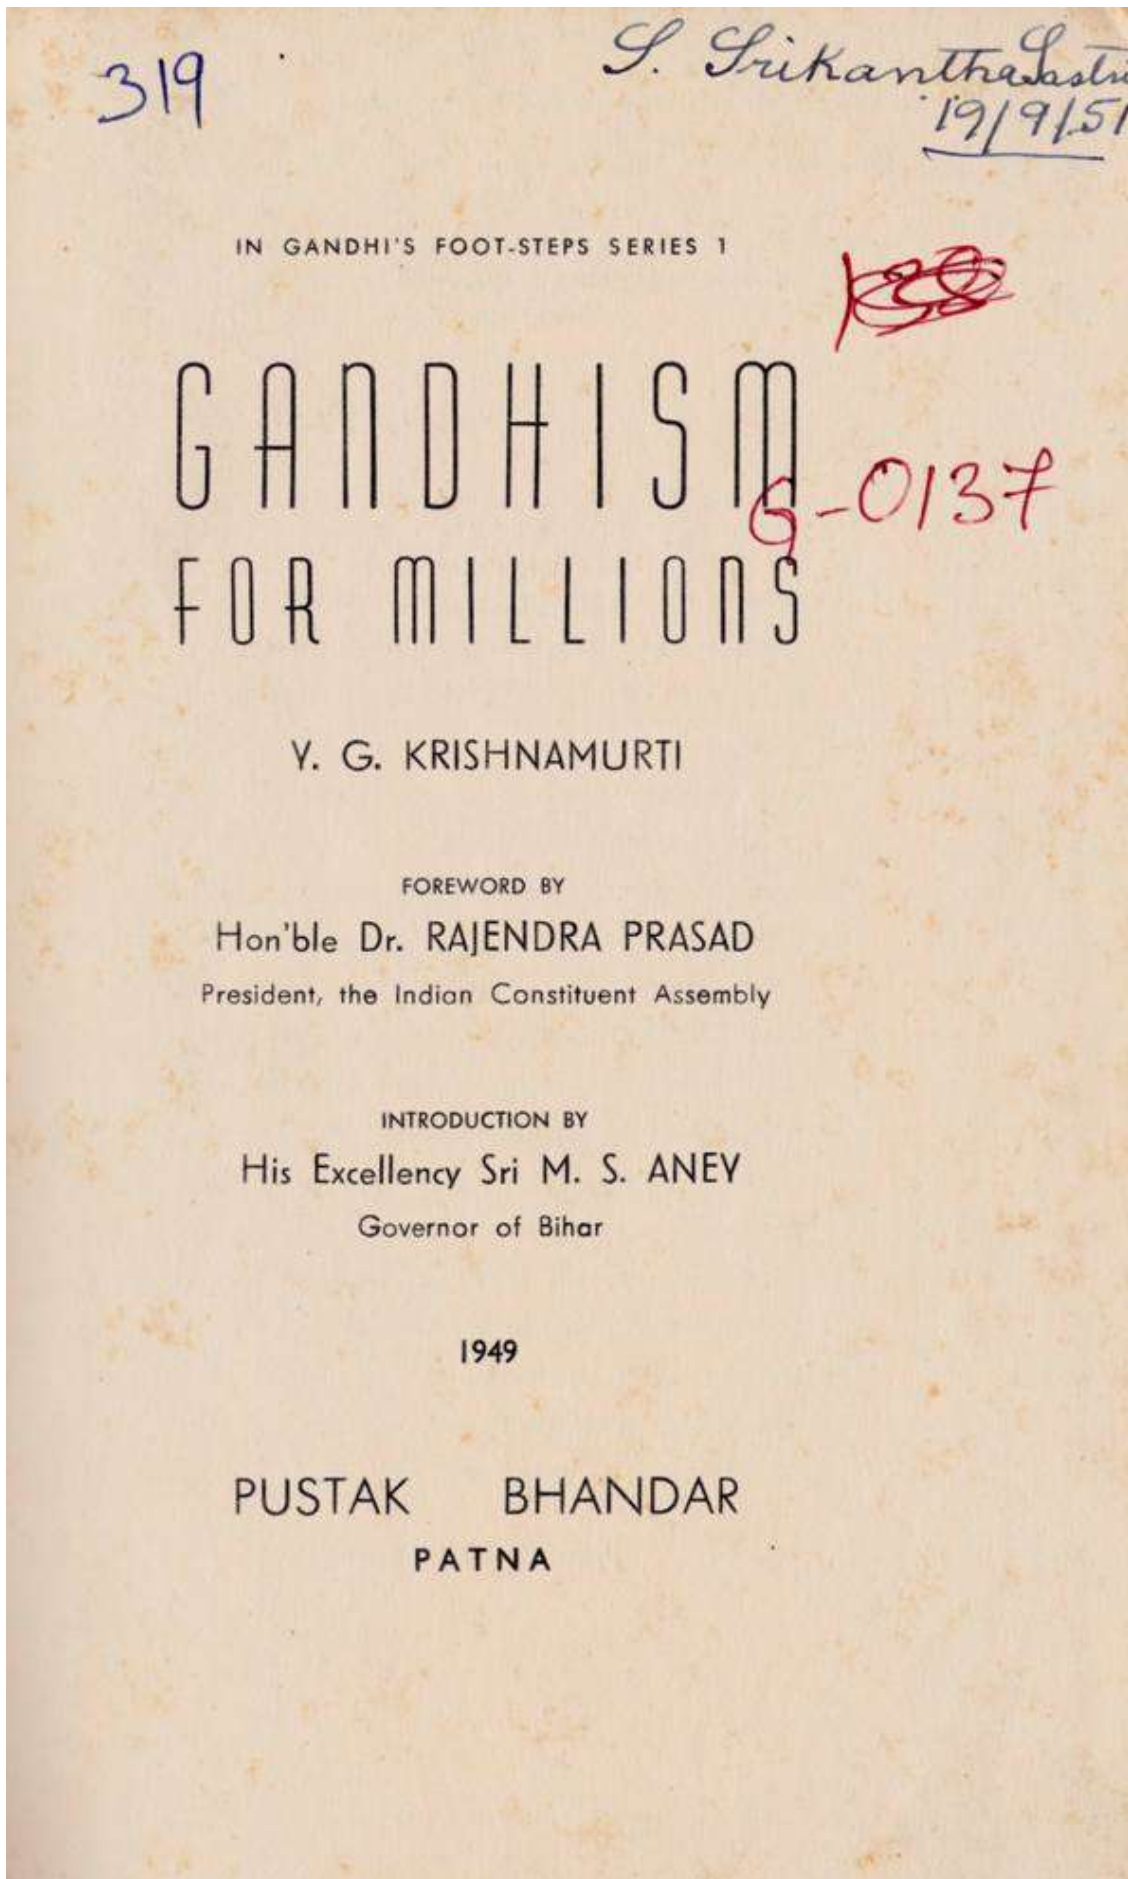 319
S. Srikantha Sastri
19/9/51
IN GANDHI'S FOOT-STEPS SERIES 1
GANDHISM
G-0137
FOR MILLIONS
Y. G. KRISHNAMURTI
FOREWORD BY
Hon'ble Dr. RAJENDRA PRASAD
President, the Indian Constituent Assembly
INTRODUCTION BY
His Excellency Sri M. S. ANEY
Governor of Bihar
1949
PUSTAK BHANDAR
PATNA